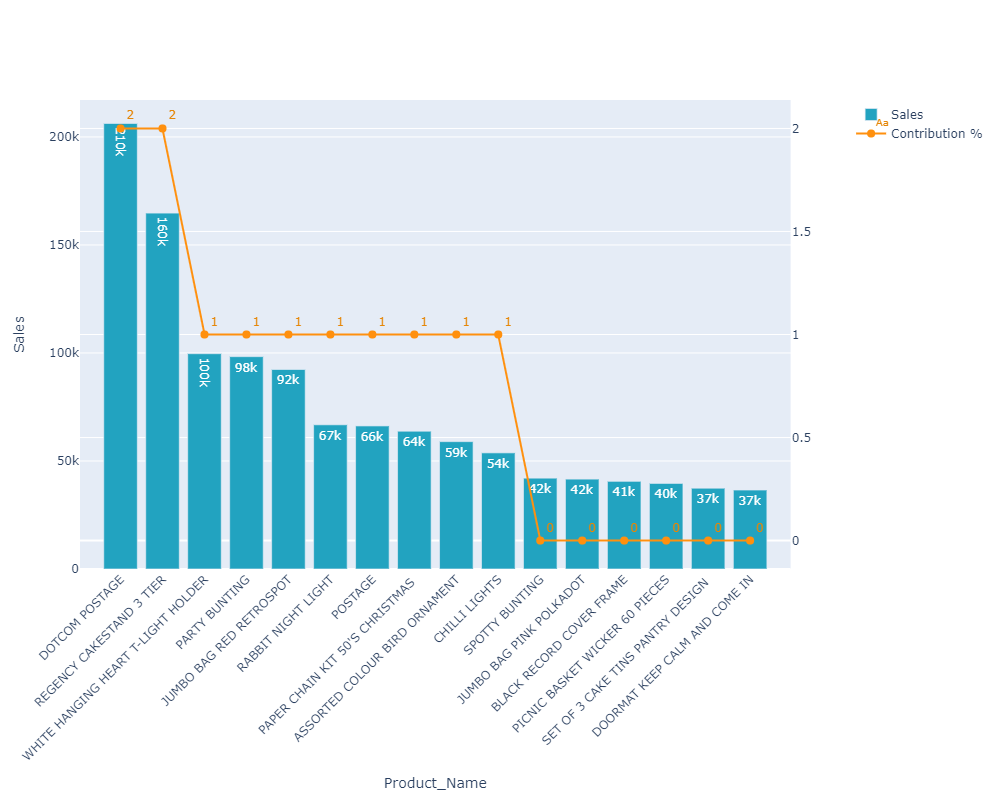 Sales
Aa
Contribution %
200k
150k
100k
50k
0
Sales
2
1.5
1
0.5
0
2
2
1
1
1
1
1
1
1
1
0
0
0
0
0
0
210k
160k
100k
98k
92k
67k
66k
64k
59k
54k
42k
42k
41k
40k
37k
37k
DOTCOM POSTAGE
REGENCY CAKESTAND 3 TIER
WHITE HANGING HEART T-LIGHT HOLDER
PARTY BUNTING
JUMBO BAG RED RETROSPOT
RABBIT NIGHT LIGHT
POSTAGE
PAPER CHAIN KIT 50'S CHRISTMAS
ASSORTED COLOUR BIRD ORNAMENT
CHILLI LIGHTS
SPOTTY BUNTING
JUMBO BAG PINK POLKADOT
BLACK RECORD COVER FRAME
PICNIC BASKET WICKER 60 PIECES
SET OF 3 CAKE TINS PANTRY DESIGN
DOORMAT KEEP CALM AND COME IN
Product_Name